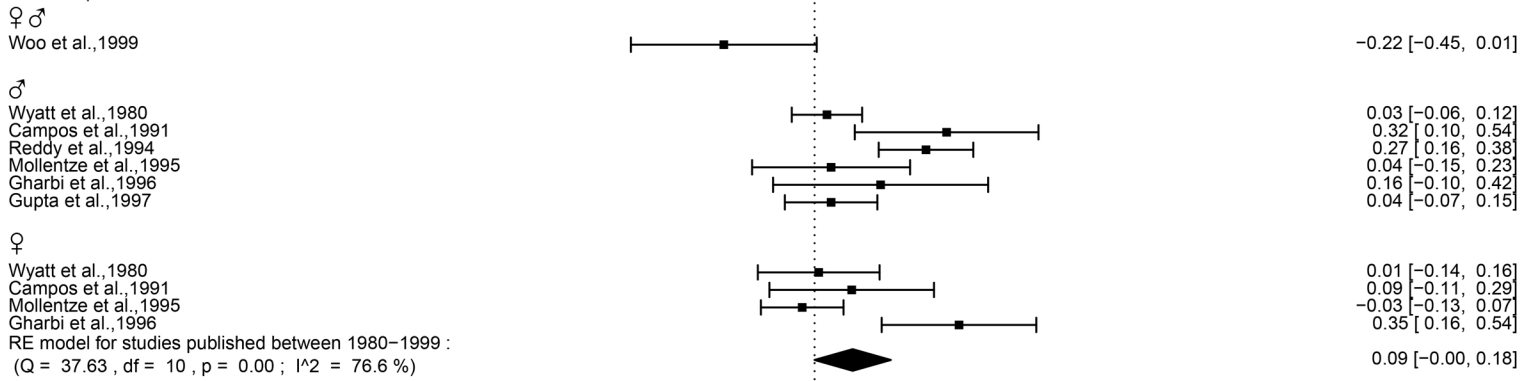 ♀♂
Woo et al.,1999 −0.22 [−0.45, 0.01]
♂
Wyatt et al.,1980 0.03 [−0.06, 0.12]
Campos et al.,1991 0.32 [ 0.10, 0.54]
Reddy et al.,1994 0.27 [ 0.16, 0.38]
Mollentze et al.,1995 0.04 [−0.15, 0.23]
Gharbi et al.,1996 0.16 [−0.10, 0.42]
Gupta et al.,1997 0.04 [−0.07, 0.15]
♀
Wyatt et al.,1980 0.01 [−0.14, 0.16]
Campos et al.,1991 0.09 [−0.11, 0.29]
Mollentze et al.,1995 −0.03 [−0.13, 0.07]
Gharbi et al.,1996 0.35 [ 0.16, 0.54]
RE model for studies published between 1980−1999 :
(Q = 37.63 , df = 10 , p = 0.00 ; I^2 = 76.6 %) 0.09 [−0.00, 0.18]